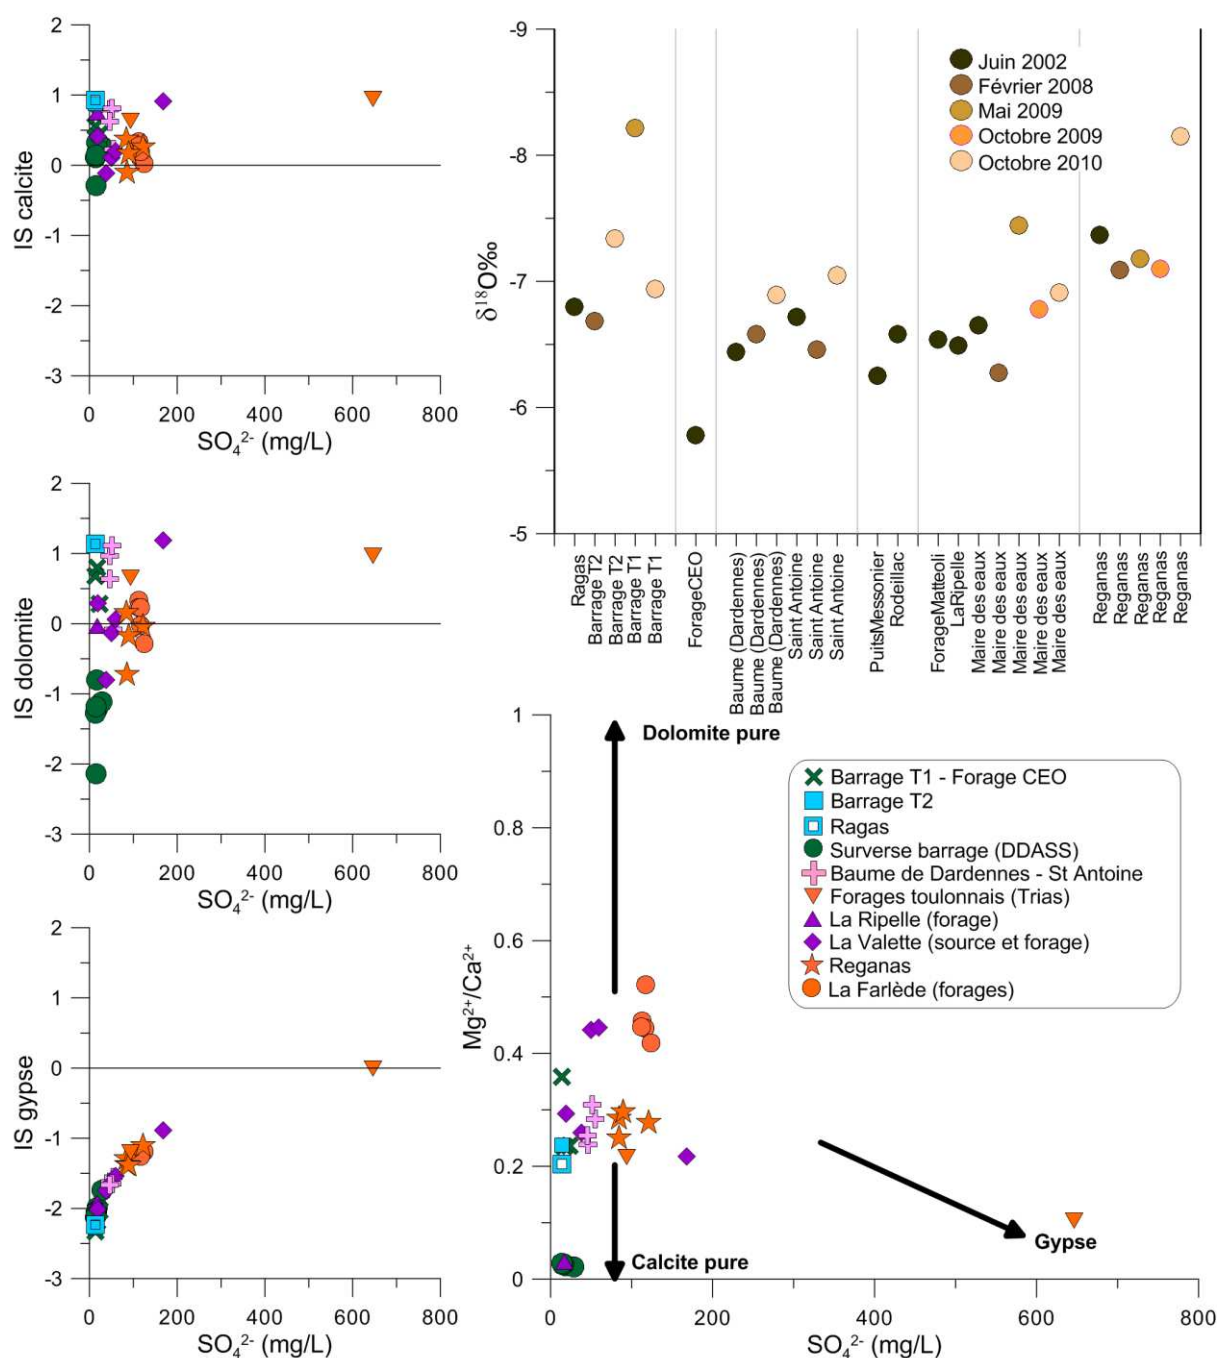 2
1
0
-1
-2
-3
IS calcite
0
200
400
600
800
SO₄²⁻ (mg/L)
2
1
0
-1
-2
-3
IS dolomite
0
200
400
600
800
SO₄²⁻ (mg/L)
2
1
0
-1
-2
-3
IS gypse
0
200
400
600
800
SO₄²⁻ (mg/L)
-9
-8
-7
-6
-5
δ¹⁸O‰
Juin 2002
Février 2008
Mai 2009
Octobre 2009
Octobre 2010
Ragas
Barrage T2
Barrage T2
Barrage T1
Barrage T1
ForageCEO
Baume (Dardennes)
Baume (Dardennes)
Baume (Dardennes)
Saint Antoine
Saint Antoine
Saint Antoine
PuitsMessonier
Rodeillac
ForageMatteoli
LaRipelle
Maire des eaux
Maire des eaux
Maire des eaux
Maire des eaux
Maire des eaux
Reganas
Reganas
Reganas
Reganas
Reganas
1
0.8
0.6
0.4
0.2
0
Mg²⁺/Ca²⁺
Dolomite pure
Calcite pure
Gypse
Barrage T1 - Forage CEO
Barrage T2
Ragas
Surverse barrage (DDASS)
Baume de Dardennes - St Antoine
Forages toulonnais (Trias)
La Ripelle (forage)
La Valette (source et forage)
Reganas
La Farlède (forages)
0
200
400
600
800
SO₄²⁻ (mg/L)